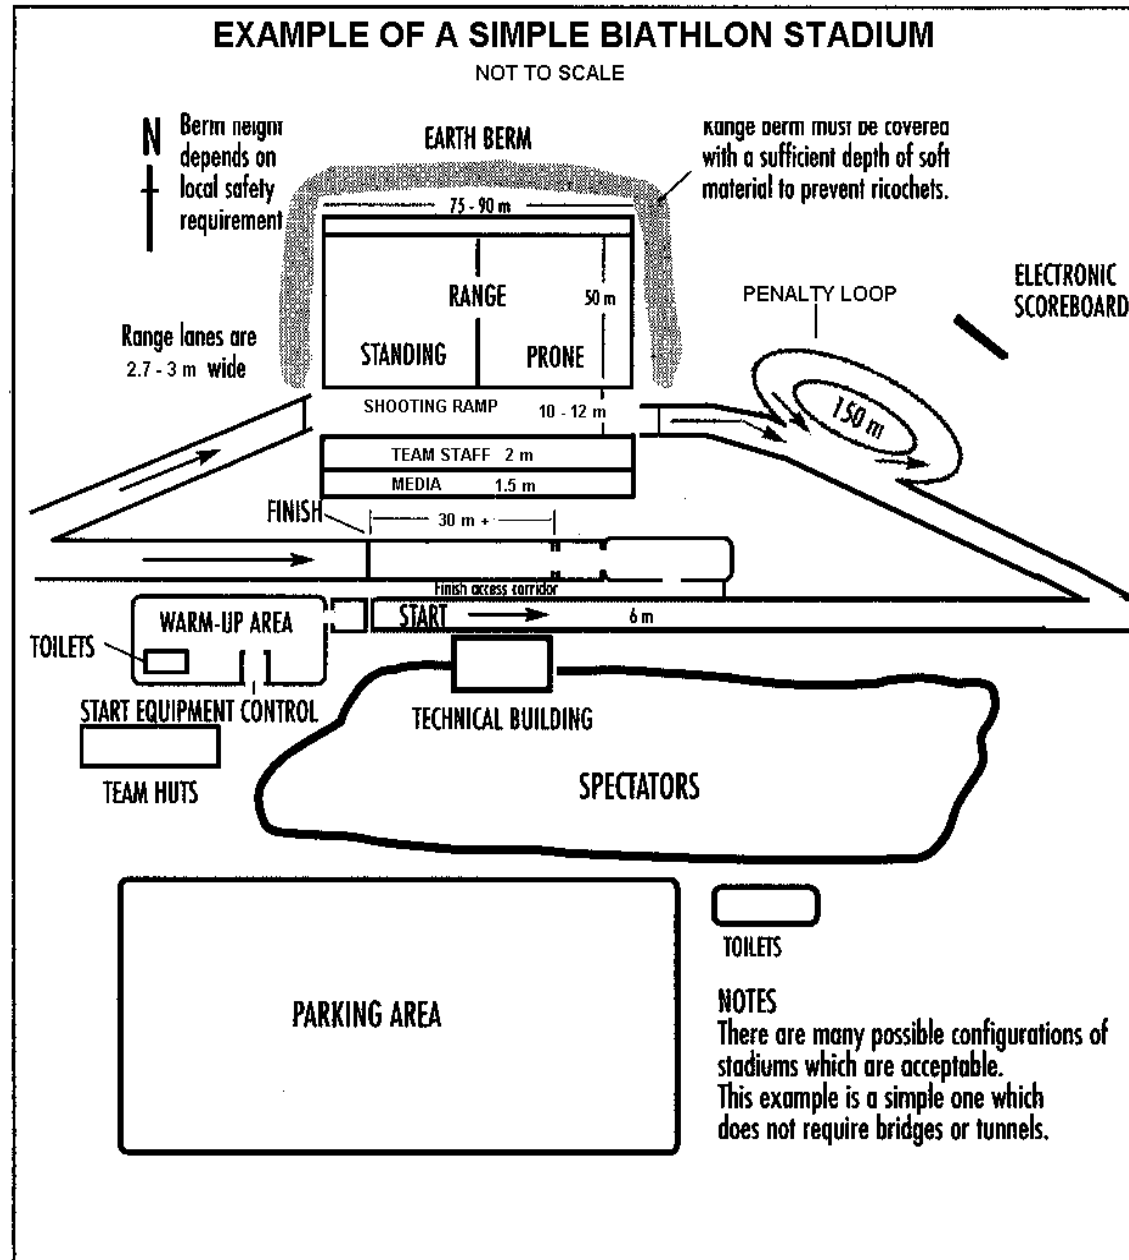 EXAMPLE OF A SIMPLE BIATHLON STADIUM
NOT TO SCALE
N
Berm height
depends on
local safety
requirement
EARTH BERM
Range berm must be covered
with a sufficient depth of soft
material to prevent ricochets.
75 - 90 m
RANGE
50 m
STANDING
PRONE
Range lanes are
2.7 - 3 m wide
PENALTY LOOP
ELECTRONIC
SCOREBOARD
150 m
SHOOTING RAMP
10 - 12 m
TEAM STAFF 2 m
MEDIA 1.5 m
FINISH
30 m +
Finish access corridor
START
6 m
WARM-UP AREA
TOILETS
START EQUIPMENT CONTROL
TECHNICAL BUILDING
TEAM HUTS
SPECTATORS
PARKING AREA
TOILETS
NOTES
There are many possible configurations of
stadiums which are acceptable.
This example is a simple one which
does not require bridges or tunnels.